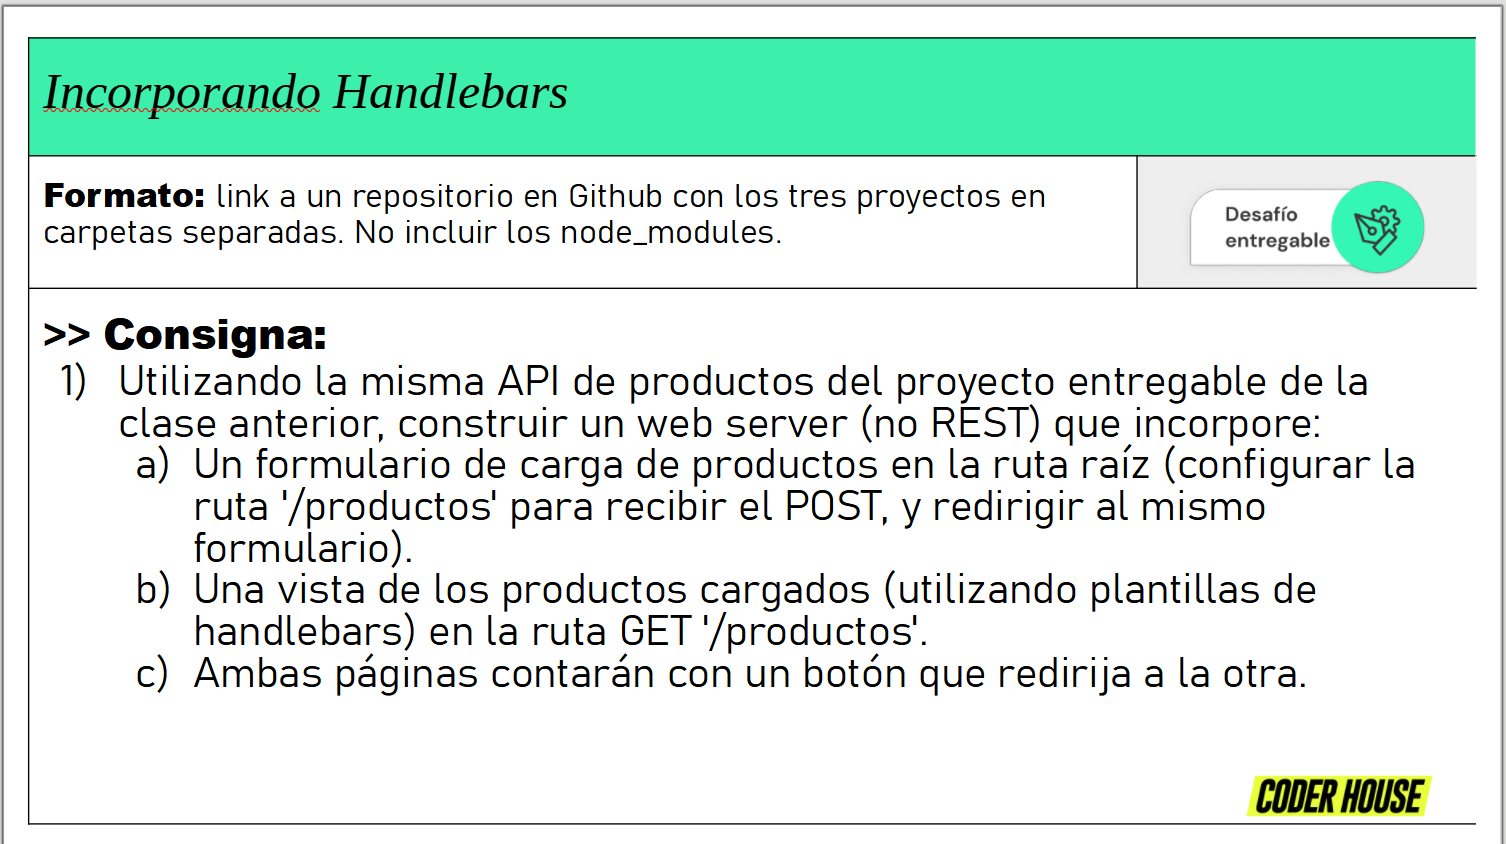 Incorporando Handlebars
Formato: link a un repositorio en Github con los tres proyectos en
carpetas separadas. No incluir los node_modules.
Desafío
entregable
>> Consigna:
1) Utilizando la misma API de productos del proyecto entregable de la
clase anterior, construir un web server (no REST) que incorpore:
a) Un formulario de carga de productos en la ruta raíz (configurar la
ruta '/productos' para recibir el POST, y redirigir al mismo
formulario).
b) Una vista de los productos cargados (utilizando plantillas de
handlebars) en la ruta GET '/productos'.
c) Ambas páginas contarán con un botón que redirija a la otra.
CODER HOUSE